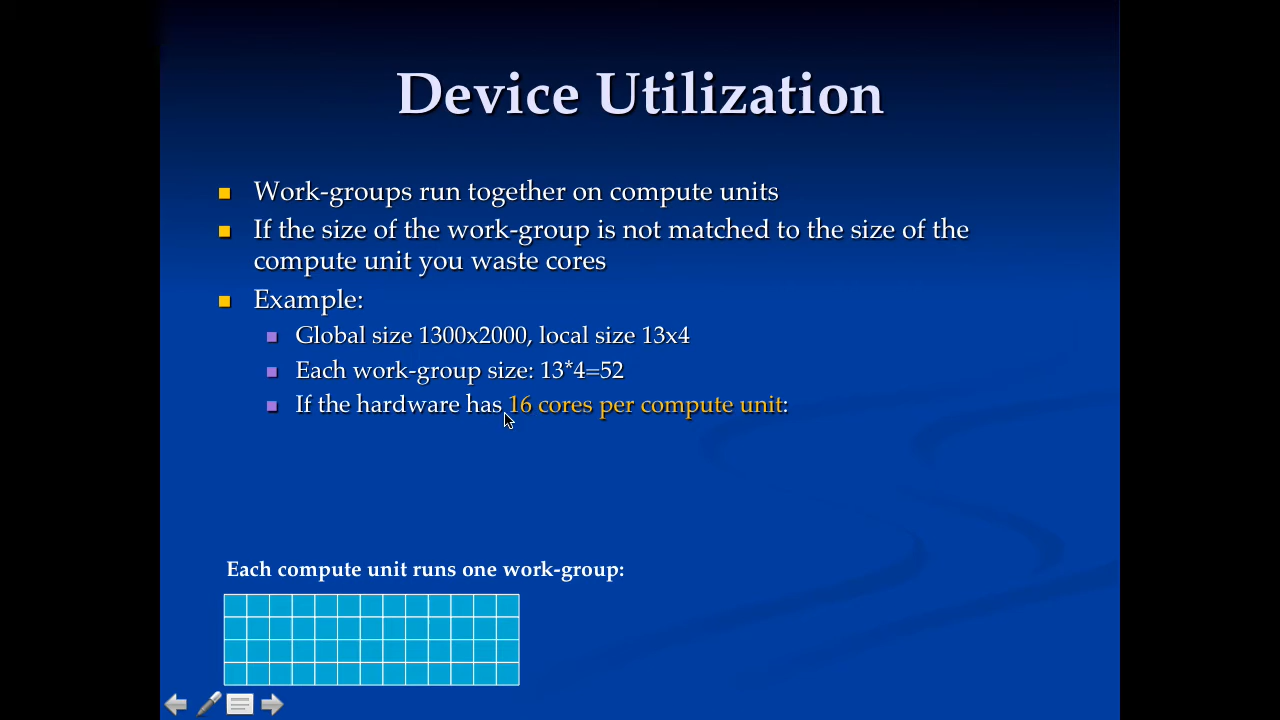 Device Utilization
Work-groups run together on compute units
If the size of the work-group is not matched to the size of the
compute unit you waste cores
Example:
Global size 1300x2000, local size 13x4
Each work-group size: 13*4=52
If the hardware has 16 cores per compute unit:
Each compute unit runs one work-group: